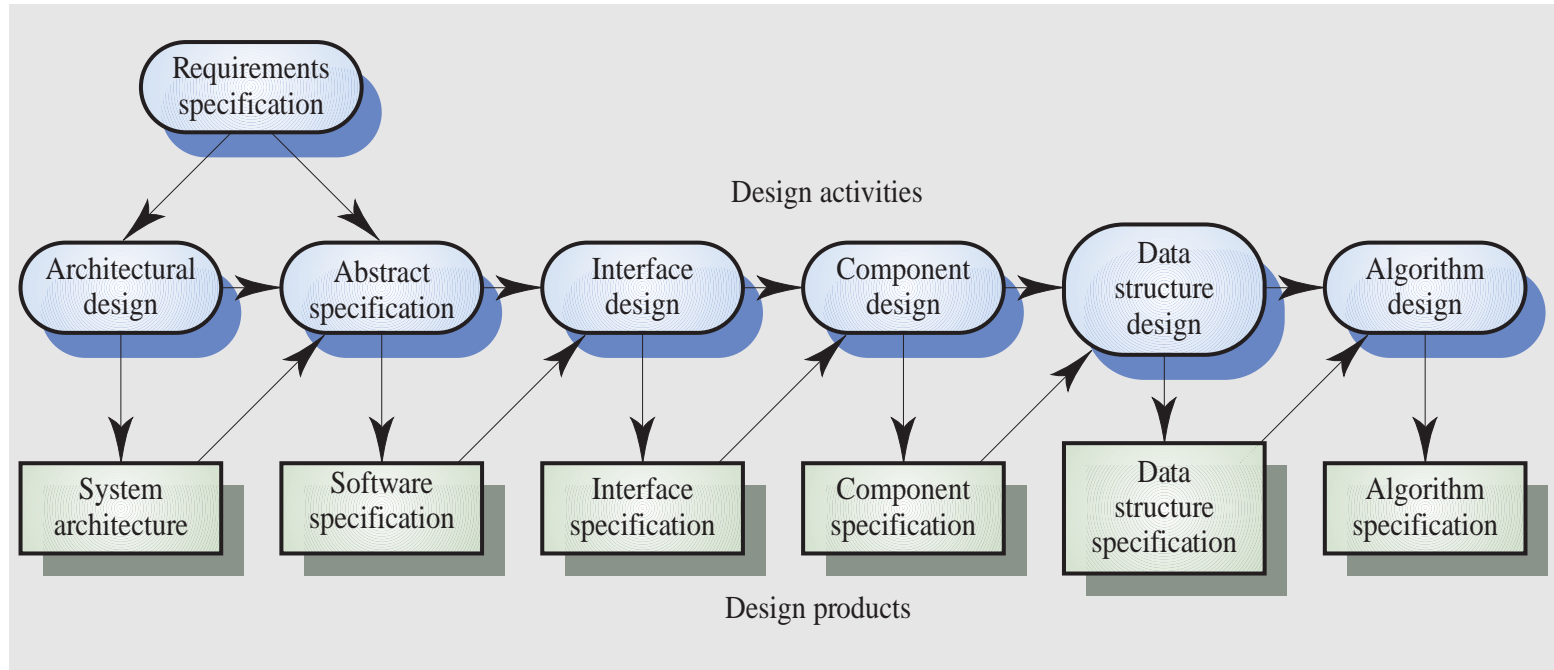 Requirements
specification
Design activities
Architectural
design
Abstract
specification
Interface
design
Component
design
Data
structure
design
Algorithm
design
System
architecture
Software
specification
Interface
specification
Component
specification
Data
structure
specification
Algorithm
specification
Design products